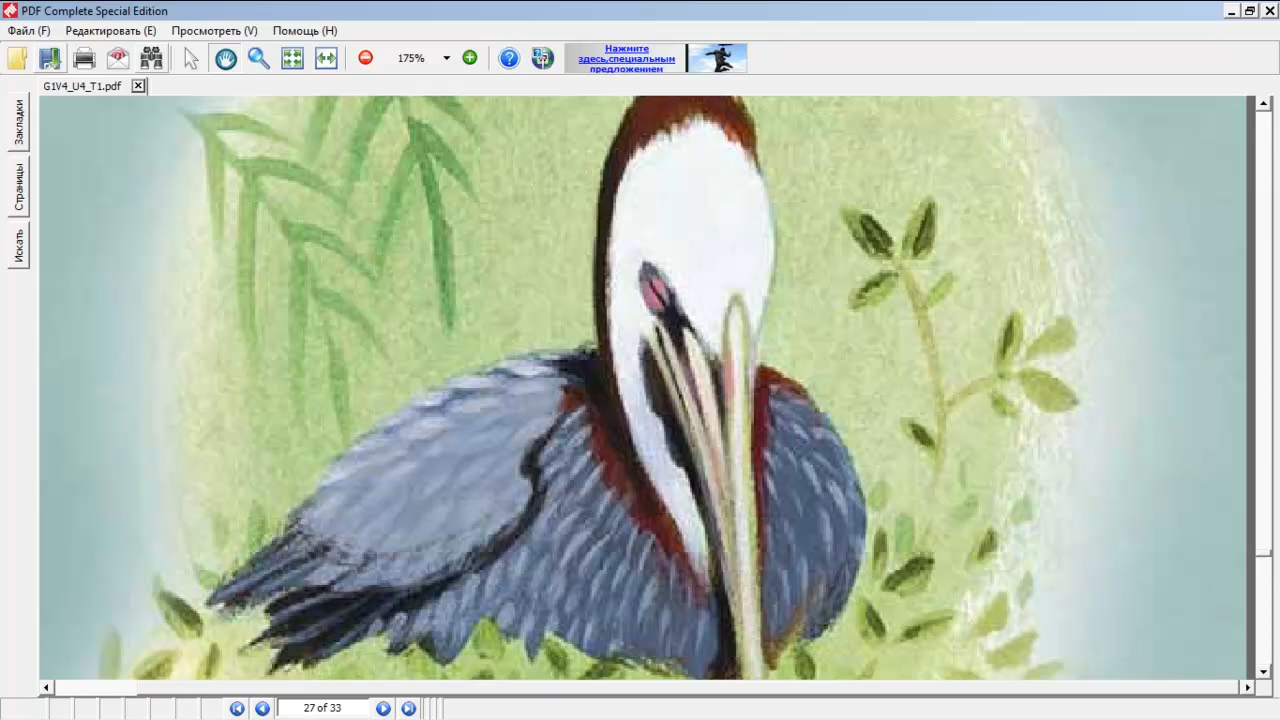 PDF Complete Special Edition
Файл (F) Редактировать (E) Просмотреть (V) Помощь (H)
175%
Нажмите
здесь,специальным
предложением
G1V4_U4_T1.pdf
Закладки
Страницы
Искать
27 of 33